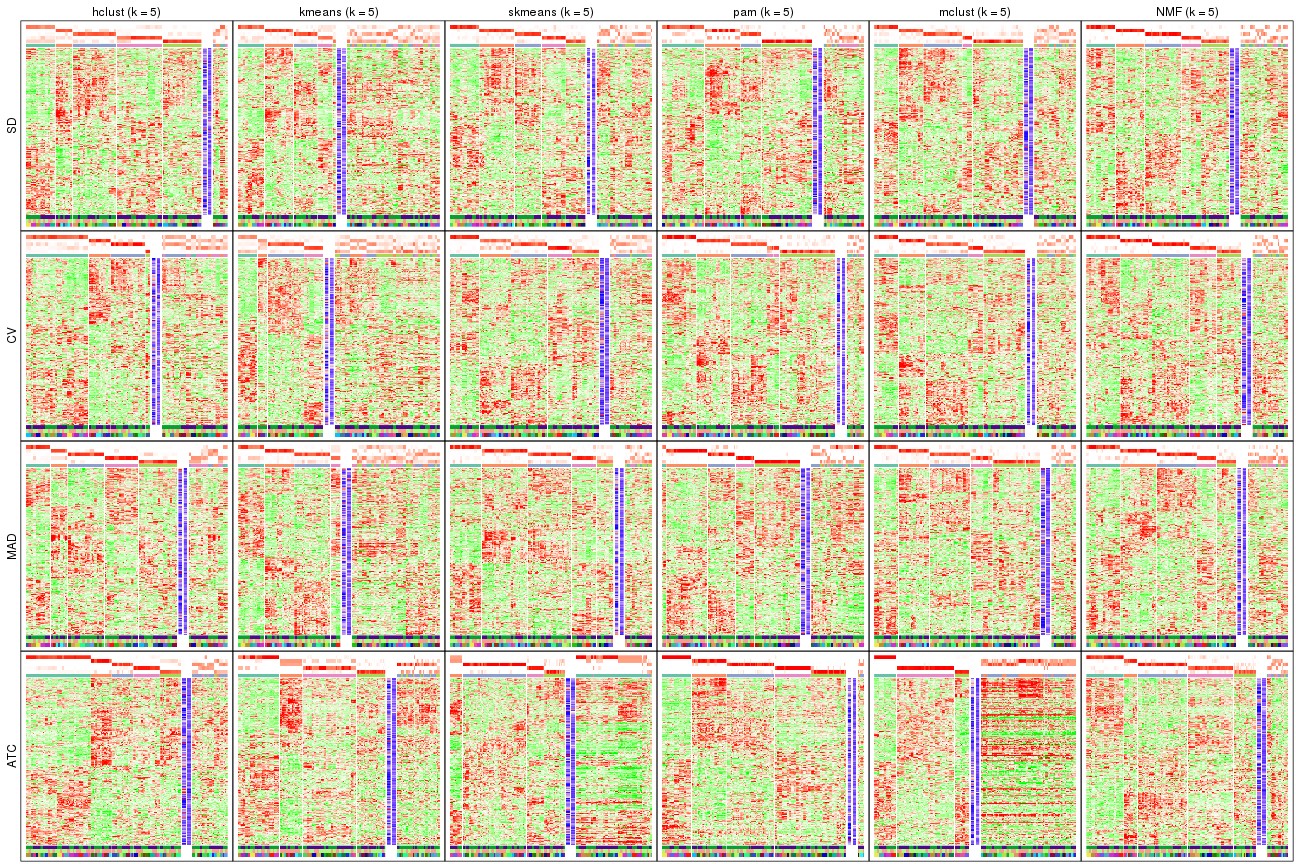 hclust (k = 5) kmeans (k = 5) skmeans (k = 5) pam (k = 5) mclust (k = 5) NMF (k = 5)
SD
CV
MAD
ATC